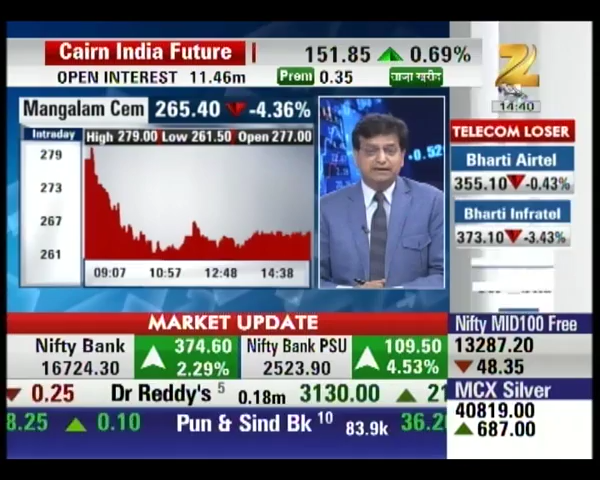 Cairn India Future
151.85 0.69%
OPEN INTEREST 11.46m Prem 0.35 ताजा खरीद
14:40
Mangalam Cem 265.40 -4.36%
Intraday High 279.00 Low 261.50 Open 277.00
279
273
267
261
09:07 10:57 12:48 14:38
+0.52
TELECOM LOSER
Bharti Airtel
355.10 -0.43%
Bharti Infratel
373.10 -3.43%
MARKET UPDATE
Nifty Bank 374.60
16724.30 2.29%
Nifty Bank PSU 109.50
2523.90 4.53%
Nifty MID100 Free
13287.20
48.35
MCX Silver
40819.00
687.00
0.25 Dr Reddy's 5 0.18m 3130.00 21
8.25 0.10 Pun & Sind Bk 10 83.9k 36.2